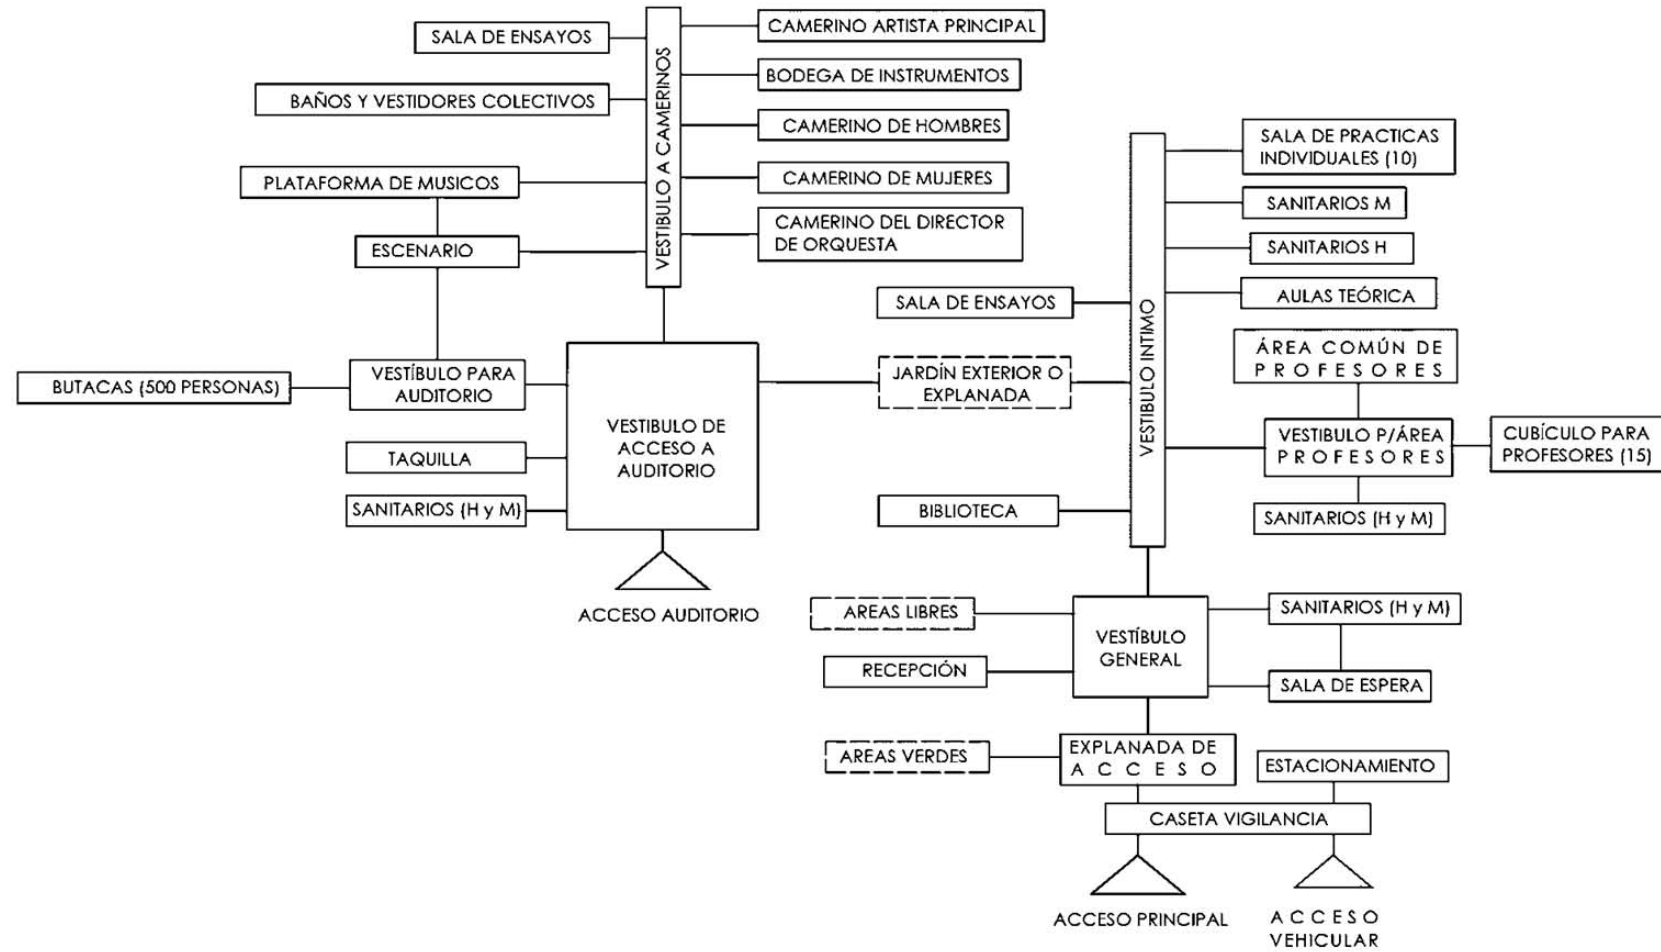 SALA DE ENSAYOS
BAÑOS Y VESTIDORES COLECTIVOS
PLATAFORMA DE MUSICOS
ESCENARIO
VESTIBULO A CAMERINOS
CAMERINO ARTISTA PRINCIPAL
BODEGA DE INSTRUMENTOS
CAMERINO DE HOMBRES
CAMERINO DE MUJERES
CAMERINO DEL DIRECTOR
DE ORQUESTA
BUTACAS (500 PERSONAS)
VESTÍBULO PARA
AUDITORIO
TAQUILLA
SANITARIOS (H y M)
VESTIBULO DE
ACCESO A
AUDITORIO
ACCESO AUDITORIO
SALA DE ENSAYOS
JARDÍN EXTERIOR O
EXPLANADA
BIBLIOTECA
VESTIBULO INTIMO
SALA DE PRACTICAS
INDIVIDUALES (10)
SANITARIOS M
SANITARIOS H
AULAS TEÓRICA
ÁREA COMÚN DE
PROFESORES
VESTIBULO P/ÁREA
PROFESORES
CUBÍCULO PARA
PROFESORES (15)
SANITARIOS (H y M)
AREAS LIBRES
RECEPCIÓN
VESTÍBULO
GENERAL
SANITARIOS (H y M)
SALA DE ESPERA
AREAS VERDES
EXPLANADA DE
ACCESO
ESTACIONAMIENTO
CASETA VIGILANCIA
ACCESO PRINCIPAL
ACCESO
VEHICULAR